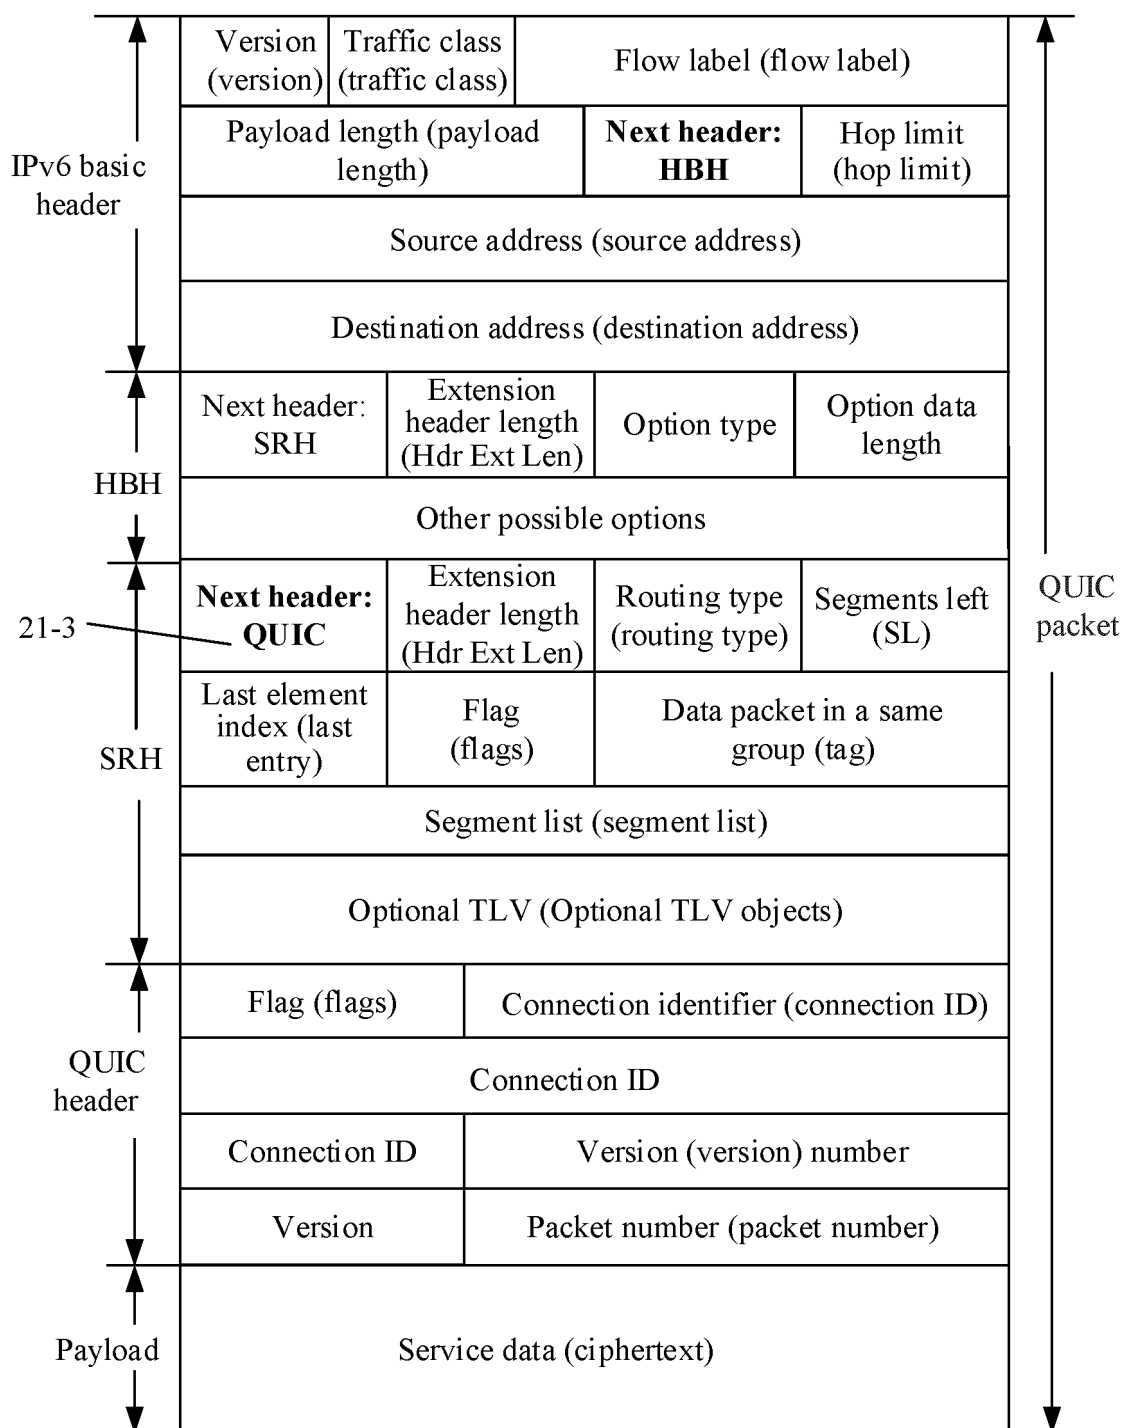 Version
(version)
Traffic class
(traffic class)
Flow label (flow label)
Payload length (payload
length)
Next header:
HBH
Hop limit
(hop limit)
IPv6 basic
header
Source address (source address)
Destination address (destination address)
Next header:
SRH
Extension
header length
(Hdr Ext Len)
Option type
Option data
length
HBH
Other possible options
Next header:
QUIC
Extension
header length
(Hdr Ext Len)
Routing type
(routing type)
Segments left
(SL)
QUIC
packet
21-3
Last element
index (last
entry)
Flag
(flags)
Data packet in a same
group (tag)
SRH
Segment list (segment list)
Optional TLV (Optional TLV objects)
Flag (flags)
Connection identifier (connection ID)
QUIC
header
Connection ID
Connection ID
Version (version) number
Version
Packet number (packet number)
Payload
Service data (ciphertext)